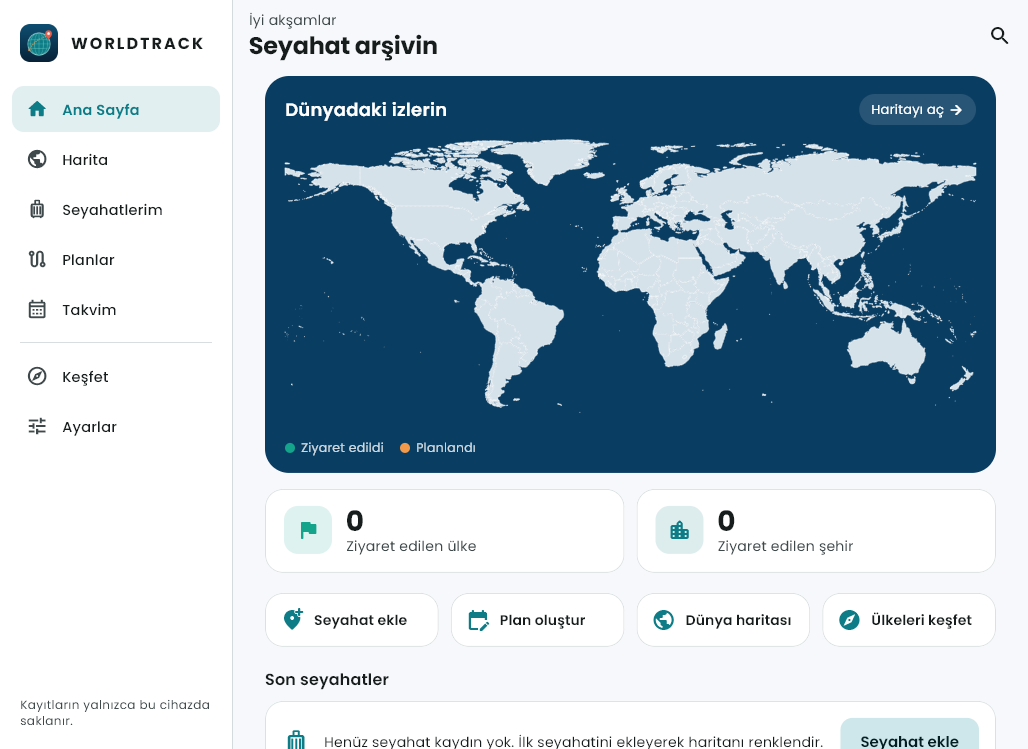 WORLDTRACK
Ana Sayfa
Harita
Seyahatlerim
Planlar
Takvim
Keşfet
Ayarlar
Kayıtların yalnızca bu cihazda
saklanır.
İyi akşamlar
Seyahat arşivin
Dünyadaki izlerin
Haritayı aç
Ziyaret edildi
Planlandı
0
Ziyaret edilen ülke
0
Ziyaret edilen şehir
Seyahat ekle
Plan oluştur
Dünya haritası
Ülkeleri keşfet
Son seyahatler
Henüz seyahat kaydın yok. İlk seyahatini ekleyerek haritanı renklendir.
Seyahat ekle